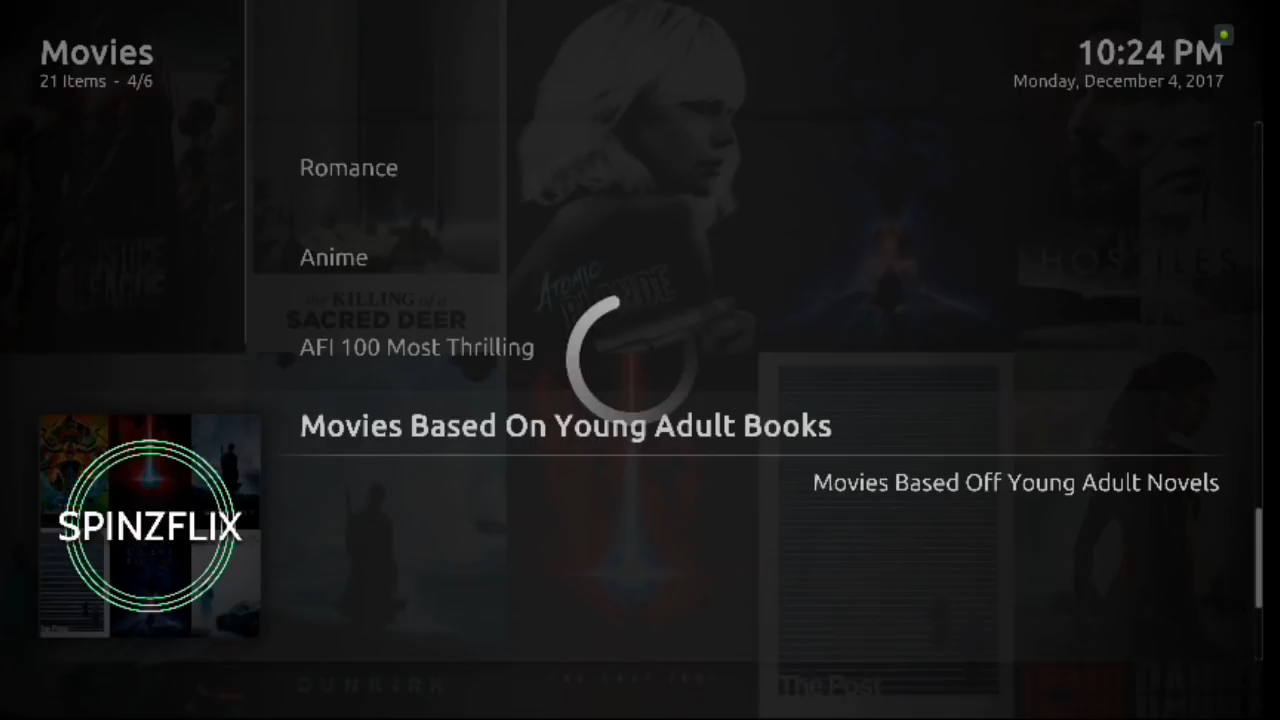 Movies
21 Items - 4/6
10:24 PM
Monday, December 4, 2017
Romance
Anime
the KILLING of a
SACRED DEER
ATOMIC
HOSTILES
AFI 100 Most Thrilling
Movies Based On Young Adult Books
Movies Based Off Young Adult Novels
SPINZFLIX
DUNKIRK
The Post